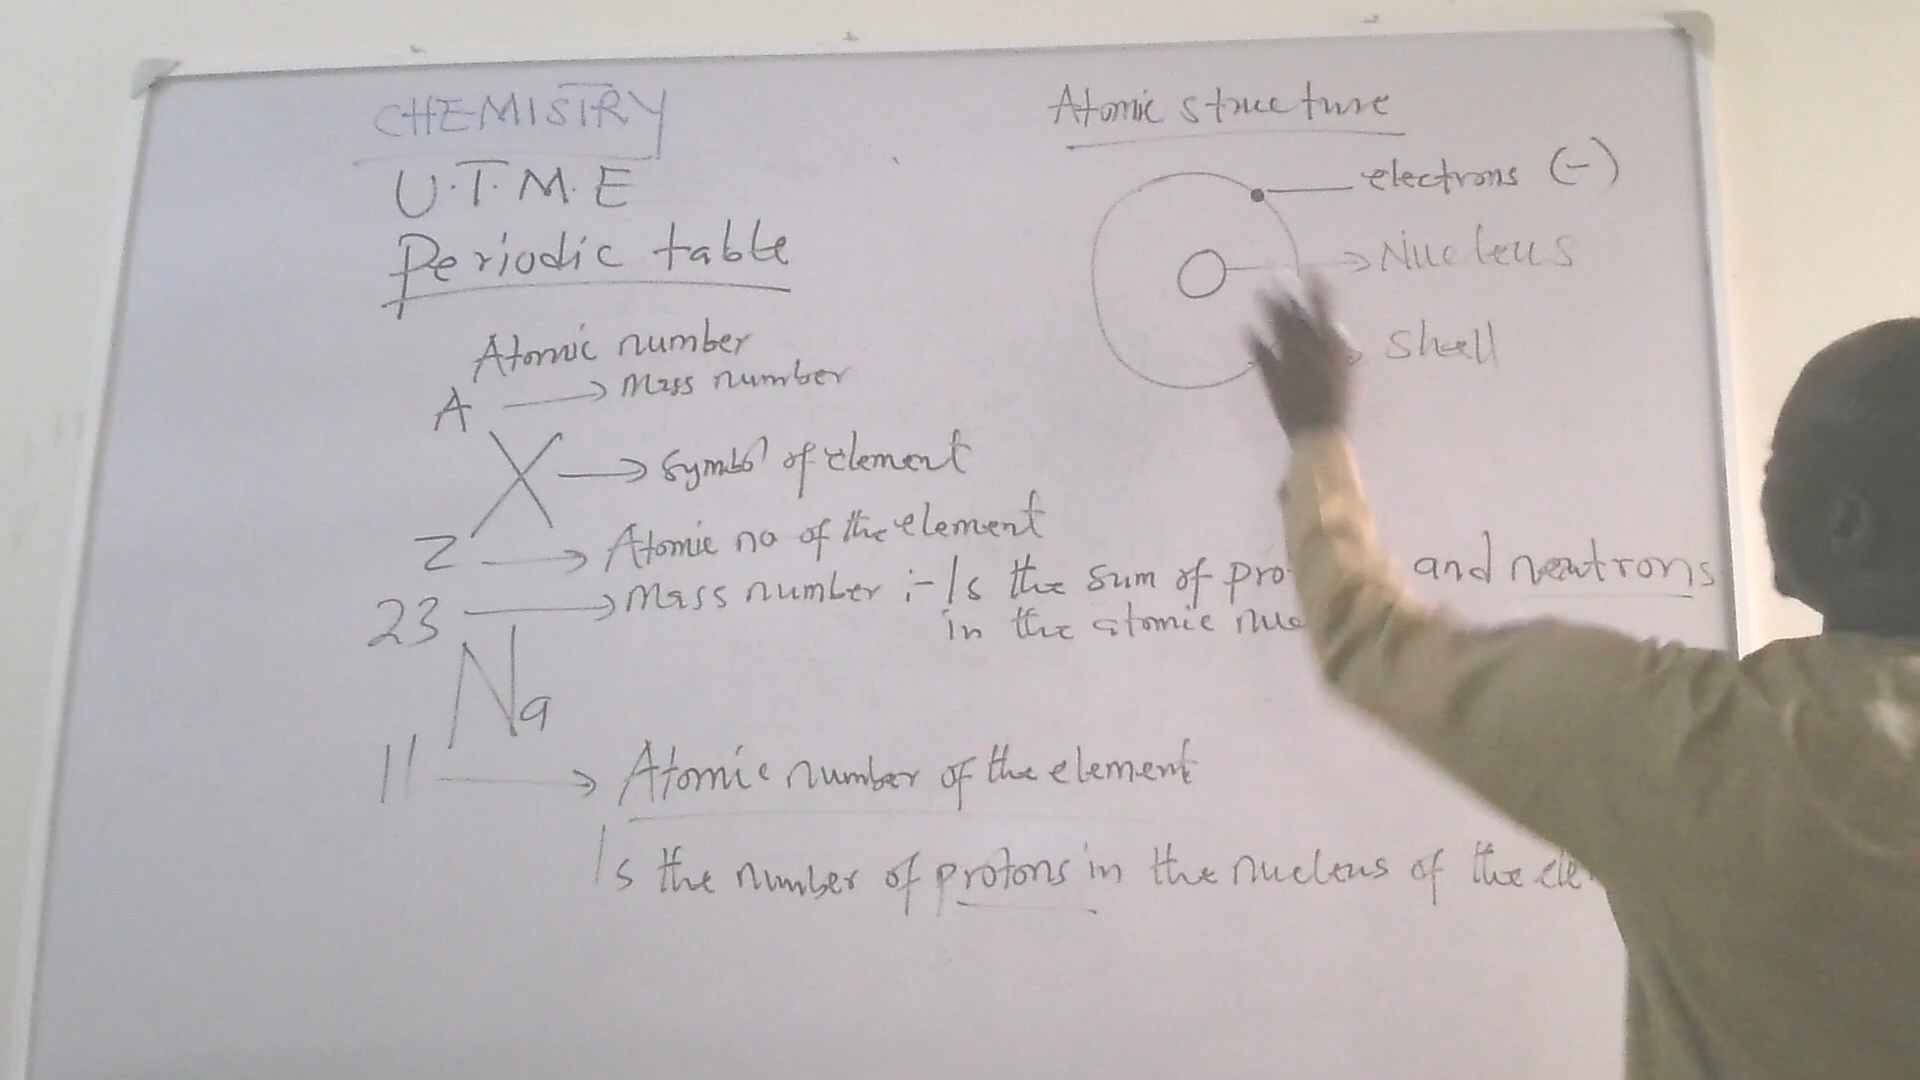 CHEMISTRY
U.T.M.E
Periodic table
Atomic number
A → Mass number
X → Symbol of element
Z → Atomic no of the element
23 → Mass number :- Is the sum of pro and neutrons
in the atomic nuc
Na
11 → Atomic number of the element
Is the number of protons in the nucleus of the ele
Atomic structure
electrons (-)
→ Nucleus
Shell